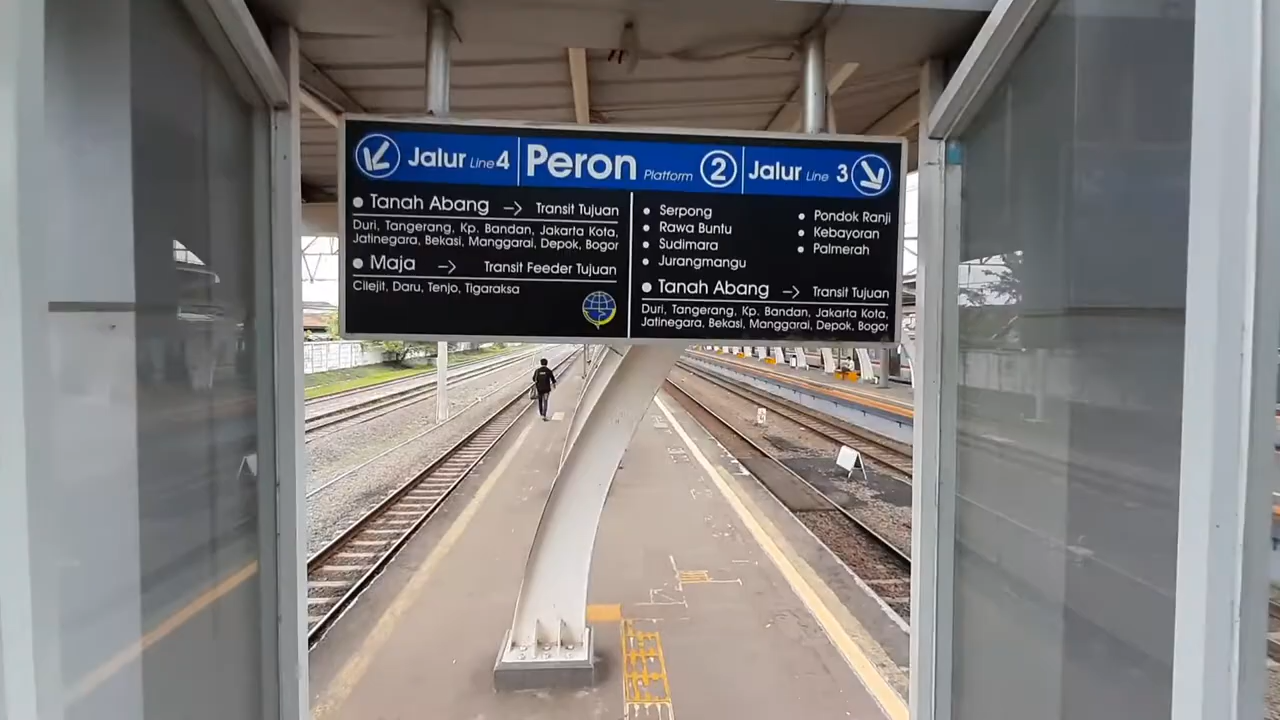 Jalur Line 4
Peron Platform 2
Jalur Line 3
Tanah Abang -> Transit Tujuan
Duri, Tangerang, Kp. Bandan, Jakarta Kota,
Jatinegara, Bekasi, Manggarai, Depok, Bogor
Maja -> Transit Feeder Tujuan
Cilejit, Daru, Tenjo, Tigaraksa
Serpong
Rawa Buntu
Sudimara
Jurangmangu
Pondok Ranji
Kebayoran
Palmerah
Tanah Abang -> Transit Tujuan
Duri, Tangerang, Kp. Bandan, Jakarta Kota,
Jatinegara, Bekasi, Manggarai, Depok, Bogor